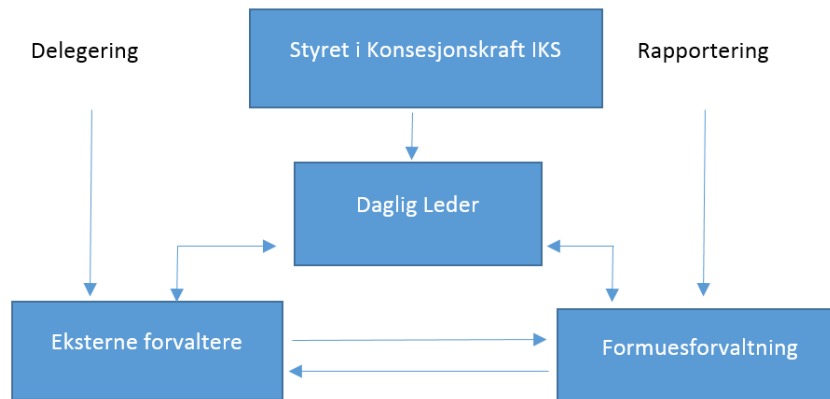 Delegering
Styret i Konsesjonskraft IKS
Rapportering
Daglig Leder
Eksterne forvaltere
Formuesforvaltning